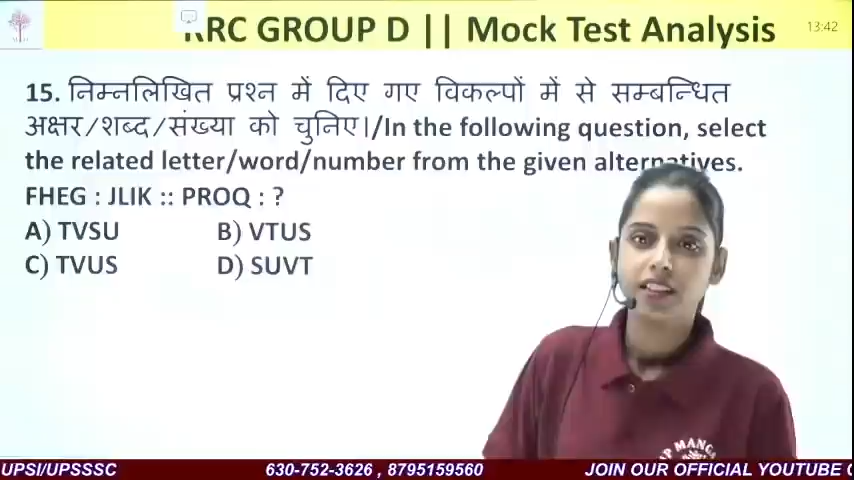 RRC GROUP D || Mock Test Analysis
13:42
15. निम्नलिखित प्रश्न में दिए गए विकल्पों में से सम्बन्धित
अक्षर/शब्द/संख्या को चुनिए।/In the following question, select
the related letter/word/number from the given alternatives.
FHEG : JLIK :: PROQ : ?
A) TVSU B) VTUS
C) TVUS D) SUVT
UPSI/UPSSSC 630-752-3626 , 8795159560 JOIN OUR OFFICIAL YOUTUBE